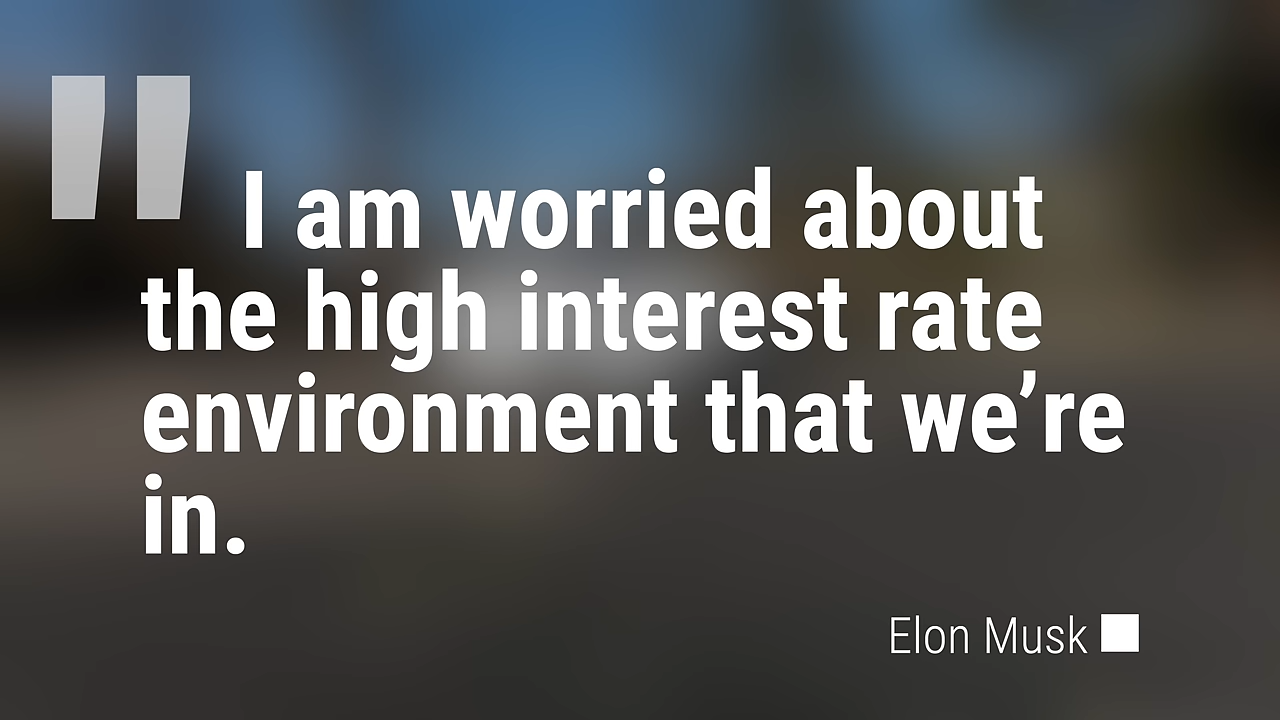 " I am worried about
the high interest rate
environment that we’re
in.
Elon Musk